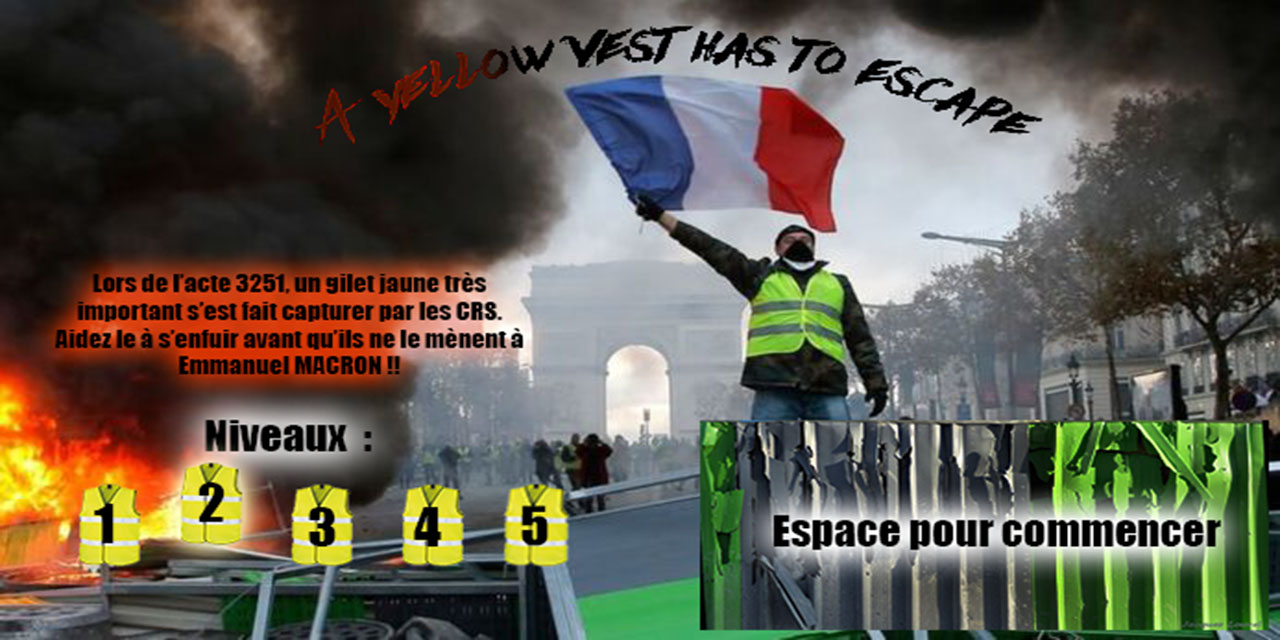 A YELLOW VEST HAS TO ESCAPE
Lors de l'acte 3251, un gilet jaune très
important s'est fait capturer par les CRS.
Aidez le à s'enfuir avant qu'ils ne le mènent à
Emmanuel MACRON !!
Niveaux :
1 2 3 4 5
Espace pour commencer